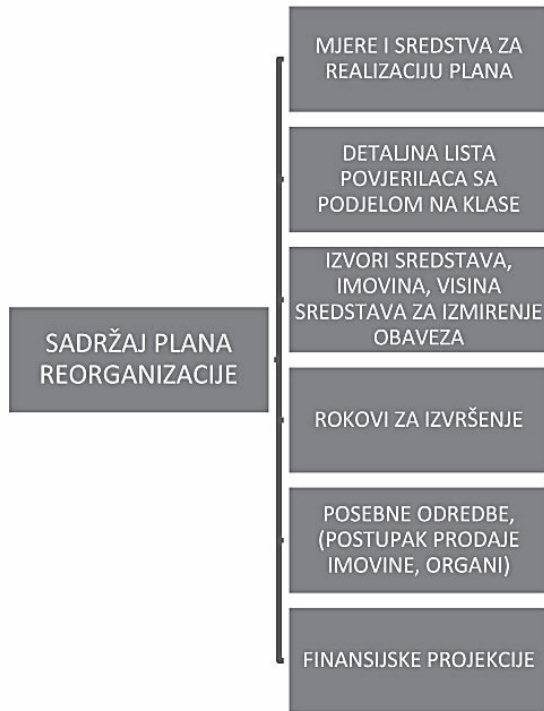 SADRŽAJ PLANA
REORGANIZACIJE
MJERE I SREDSTVA ZA
REALIZACIJU PLANA
DETALJNA LISTA
POVJERILACA SA
PODJELOM NA KLASE
IZVORI SREDSTAVA,
IMOVINA, VISINA
SREDSTAVA ZA IZMIRENJE
OBAVEZA
ROKOVI ZA IZVRŠENJE
POSEBNE ODREDBE,
(POSTUPAK PRODAJE
IMOVINE, ORGANI)
FINANSIJSKE PROJEKCIJE